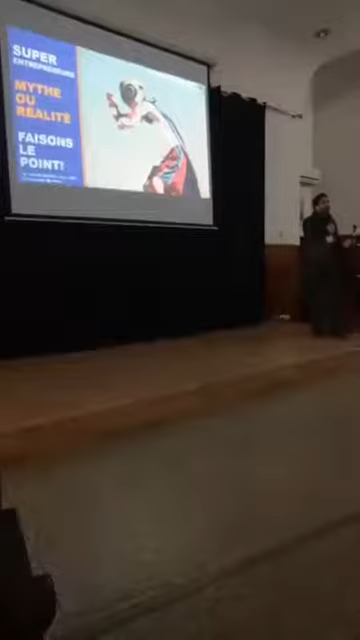 SUPER
ENTREPRENEURS
MYTHE
OU
RÉALITÉ
FAISONS
LE
POINT!